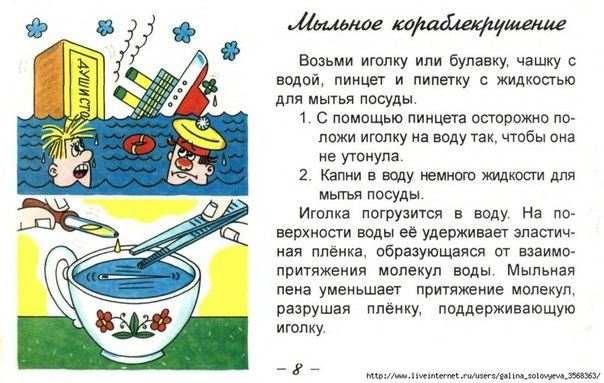 Мыльное кораблекрушение
ДУШИСТО
Возьми иголку или булавку, чашку с
водой, пинцет и пипетку с жидкостью
для мытья посуды.
1. С помощью пинцета осторожно по-
ложи иголку на воду так, чтобы она
не утонула.
2. Капни в воду немного жидкости для
мытья посуды.
Иголка погрузится в воду. На по-
верхности воды её удерживает эластич-
ная плёнка, образующаяся от взаимо-
притяжения молекул воды. Мыльная
пена уменьшает притяжение молекул,
разрушая плёнку, поддерживающую
иголку.
– 8 –
http://www.liveinternet.ru/users/galina_solovyeva_3568363/